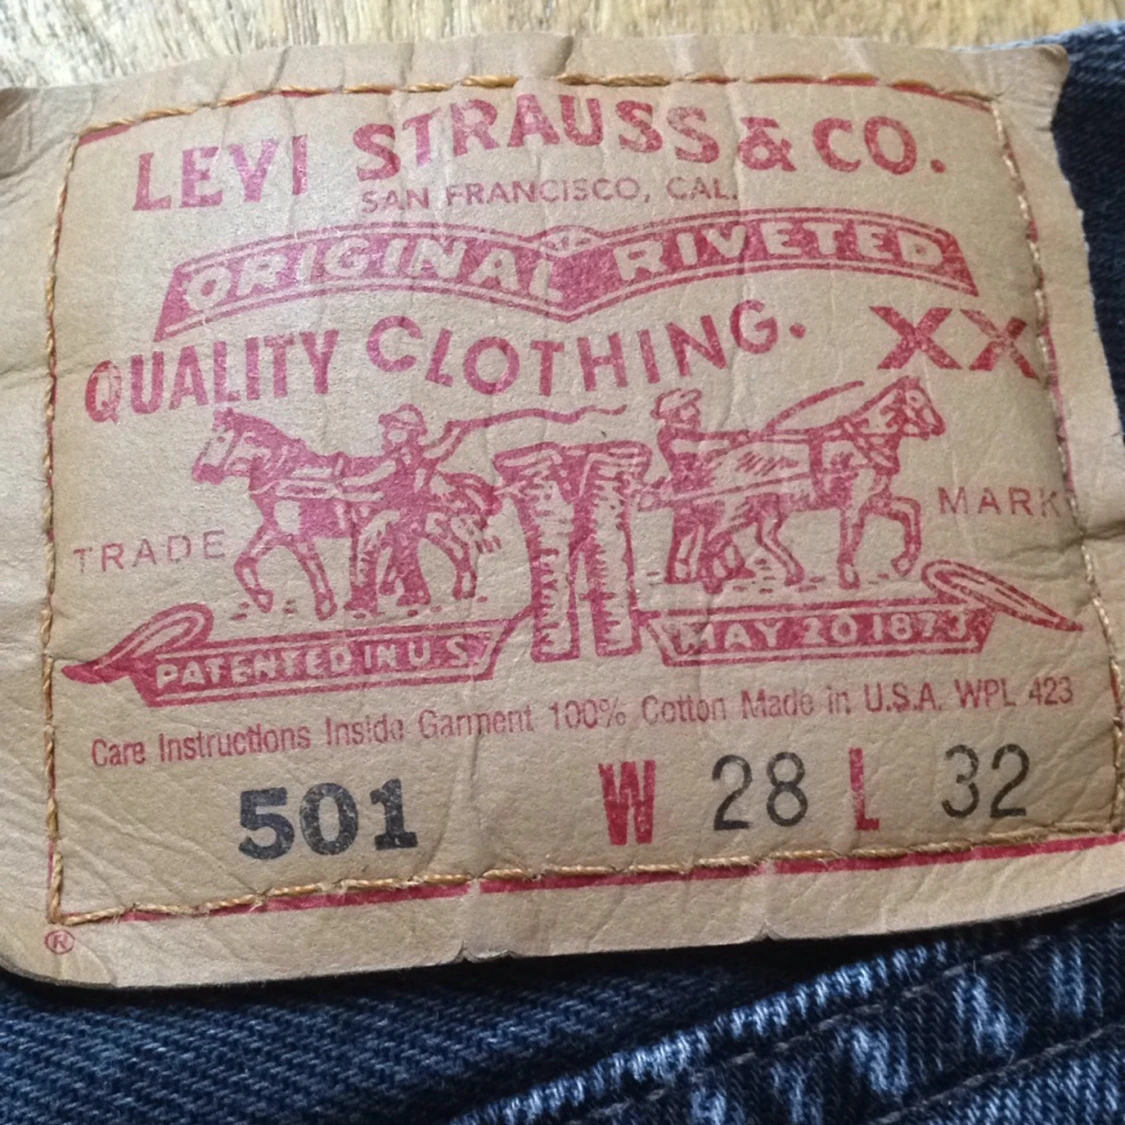 LEVI STRAUSS & CO.
SAN FRANCISCO, CAL.
ORIGINAL RIVETED
QUALITY CLOTHING. XX
TRADE MARK
PATENTED IN U.S. MAY 20 1873
Care Instructions Inside Garment 100% Cotton Made in U.S.A. WPL 423
501 W 28 L 32
®